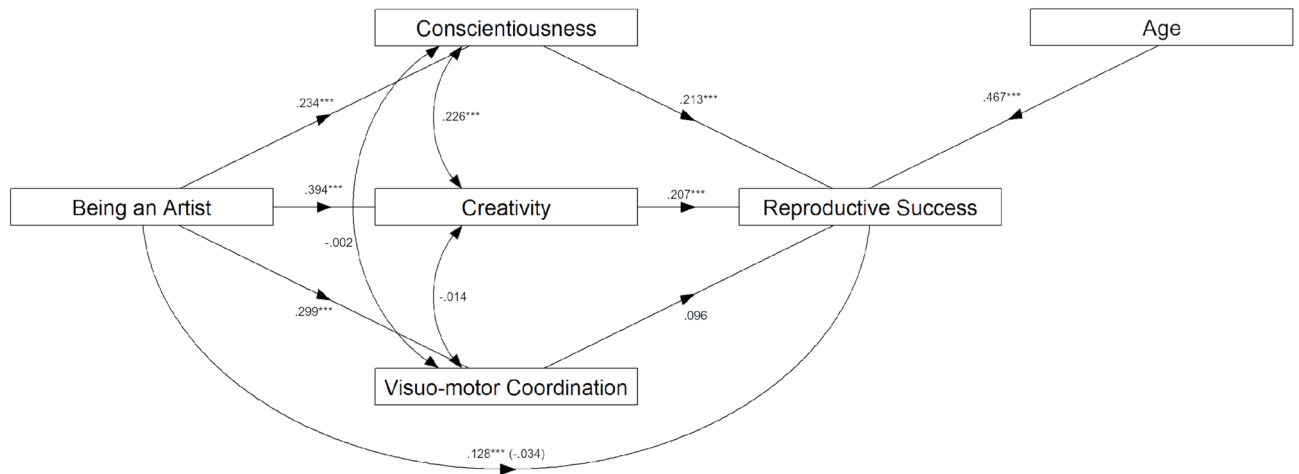 Conscientiousness
Age
.234***
.213***
.467***
.226***
Being an Artist
.394***
Creativity
.207***
Reproductive Success
-.002
-.014
.299***
.096
Visuo-motor Coordination
.128*** (-.034)